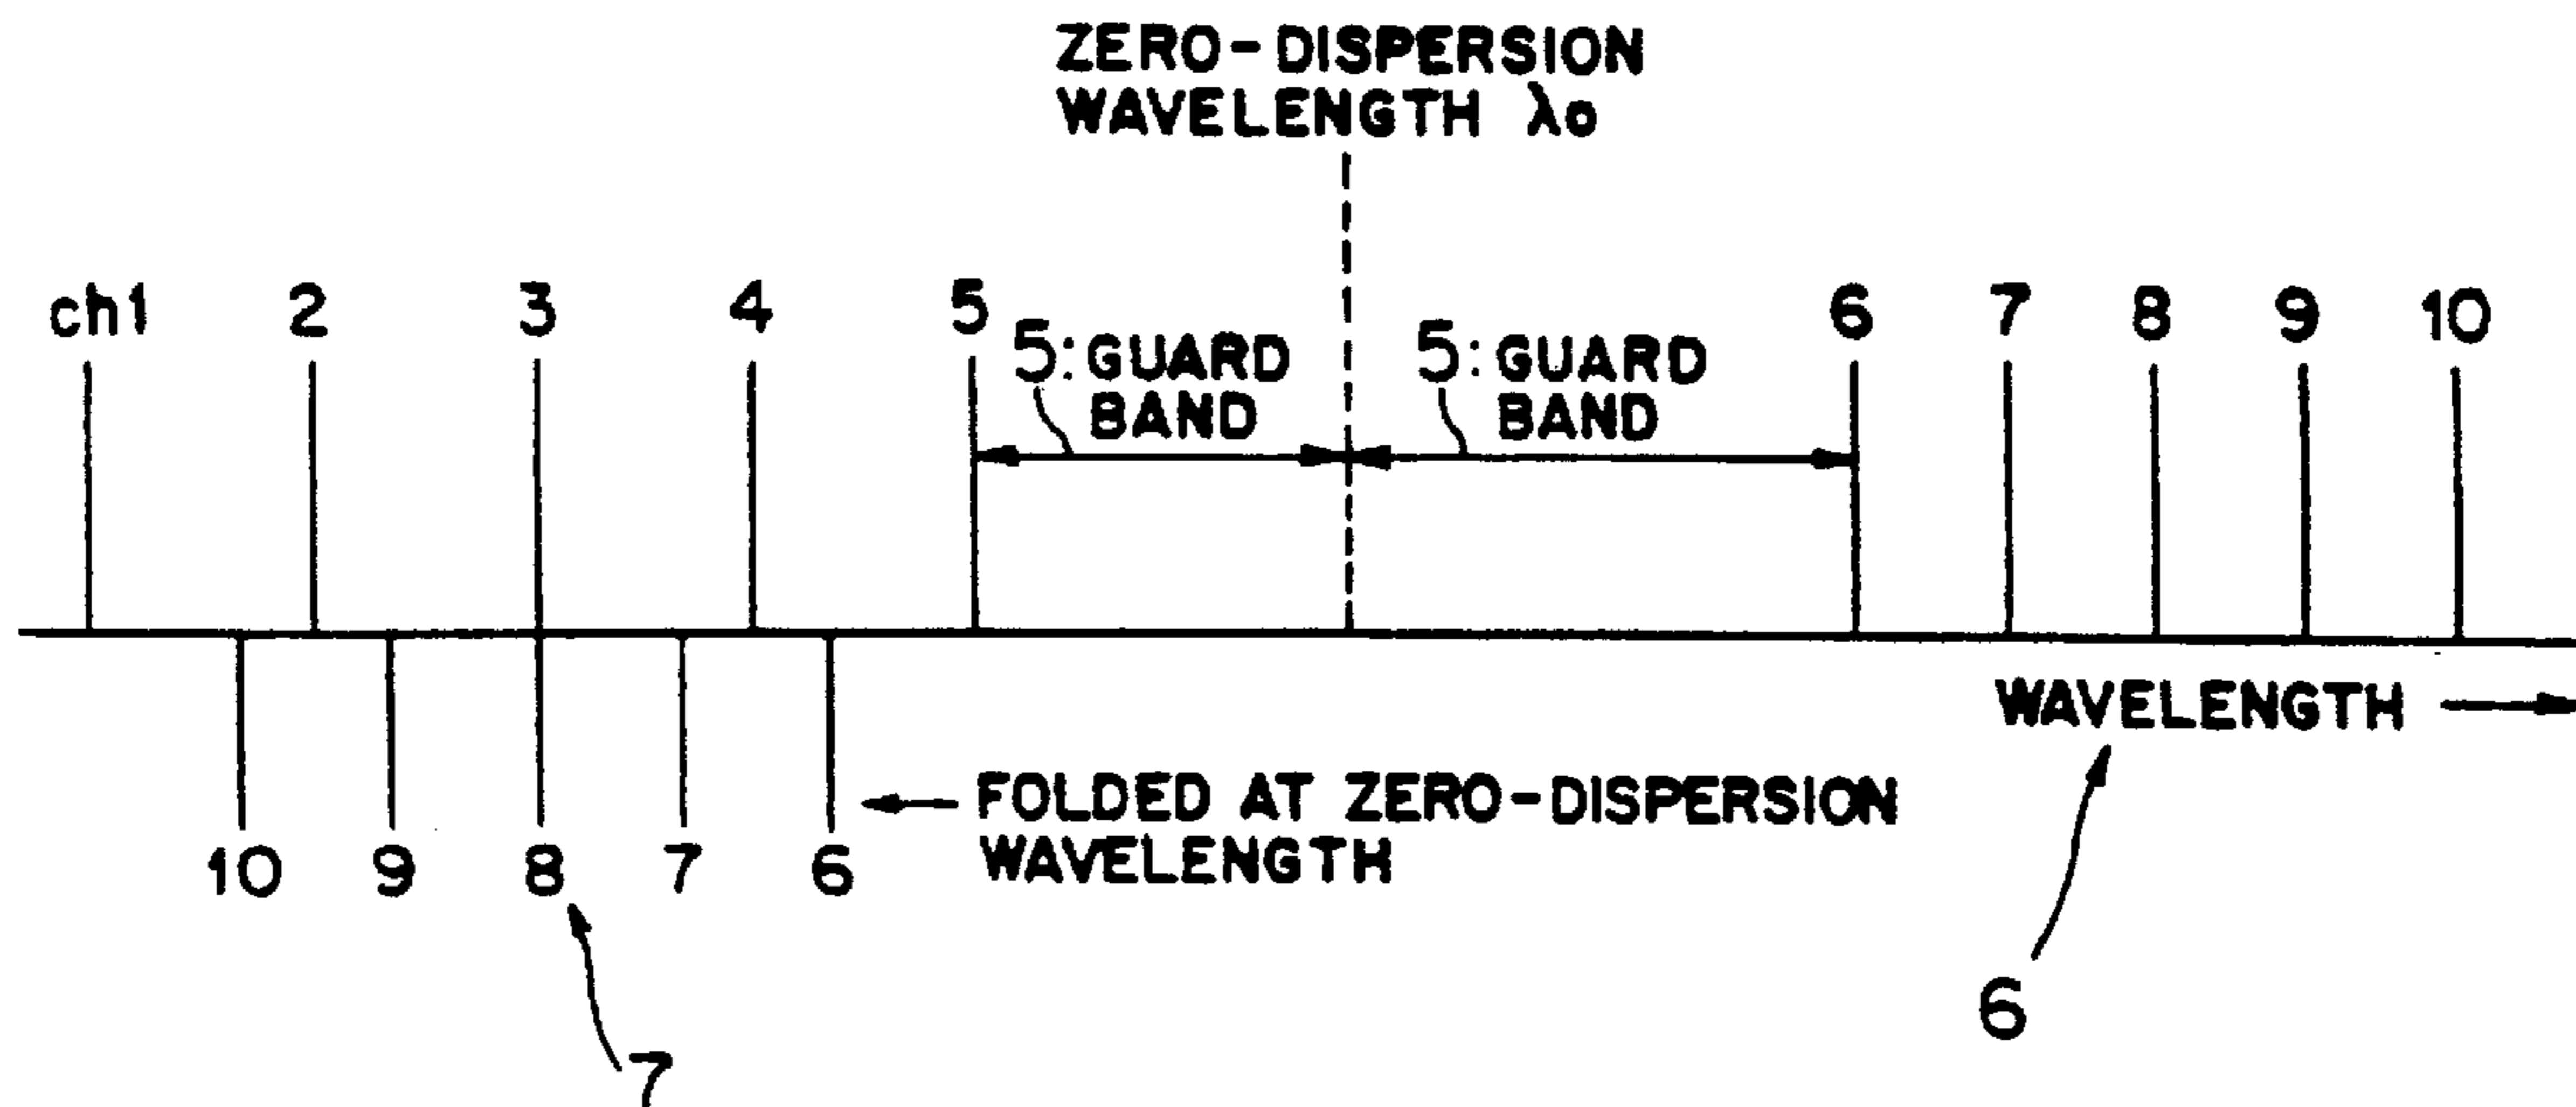 ZERO-DISPERSION
WAVELENGTH λo
ch1 2 3 4 5 6 7 8 9 10
5: GUARD BAND
5: GUARD BAND
WAVELENGTH
FOLDED AT ZERO-DISPERSION
WAVELENGTH
10 9 8 7 6
6
7